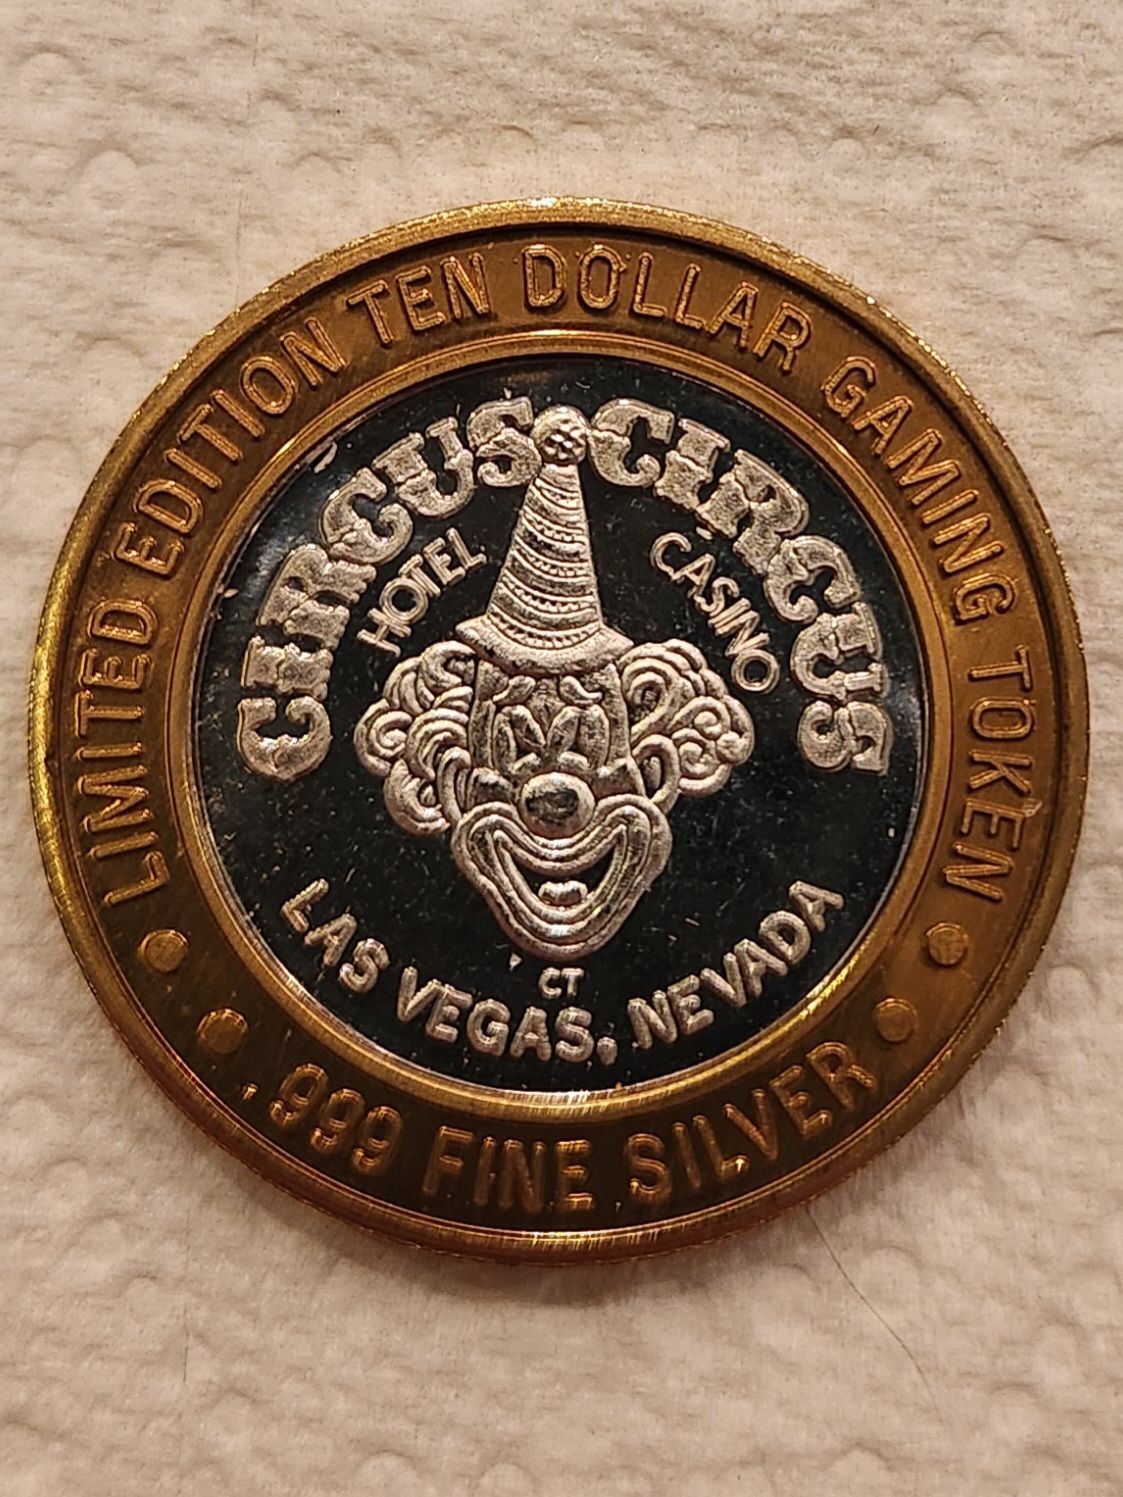 LIMITED EDITION TEN DOLLAR GAMING TOKEN
CIRCUS CIRCUS
HOTEL CASINO
CT
LAS VEGAS, NEVADA
.999 FINE SILVER